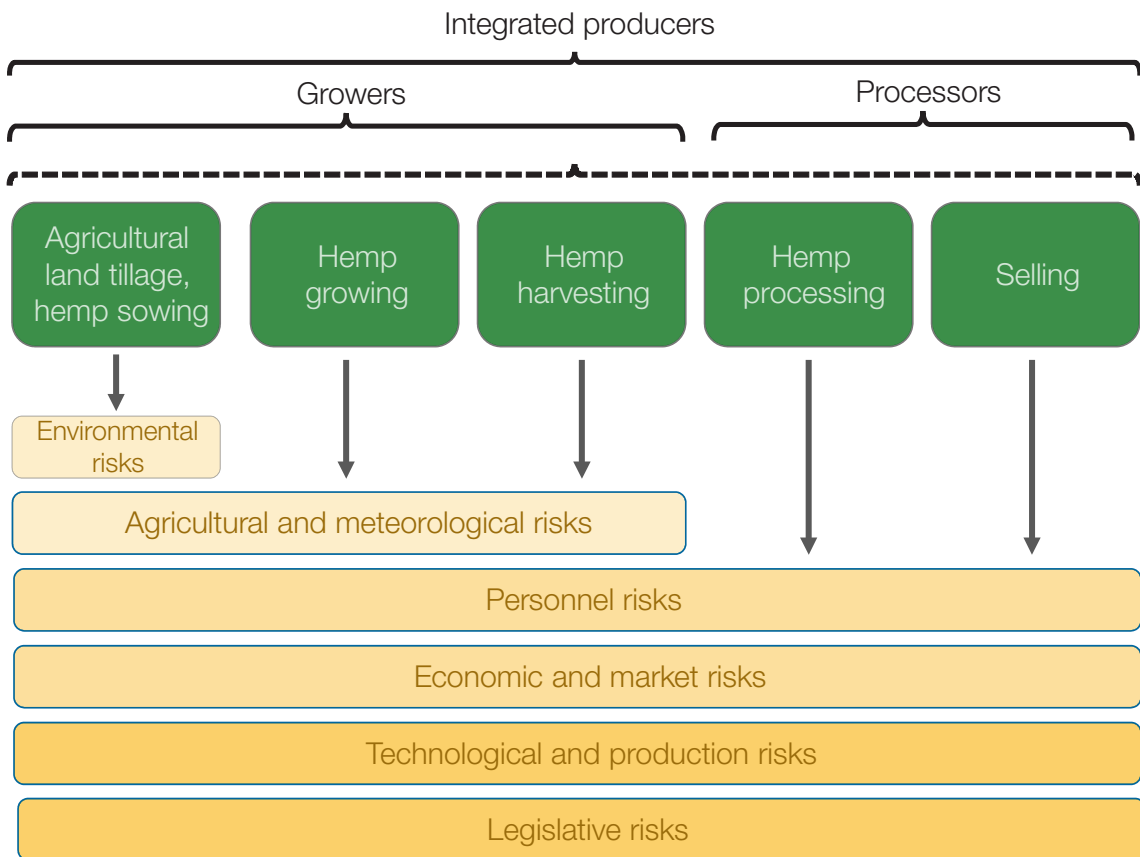 Integrated producers
Growers
Processors
Agricultural
land tillage,
hemp sowing
Hemp
growing
Hemp
harvesting
Hemp
processing
Selling
Environmental
risks
Agricultural and meteorological risks
Personnel risks
Economic and market risks
Technological and production risks
Legislative risks